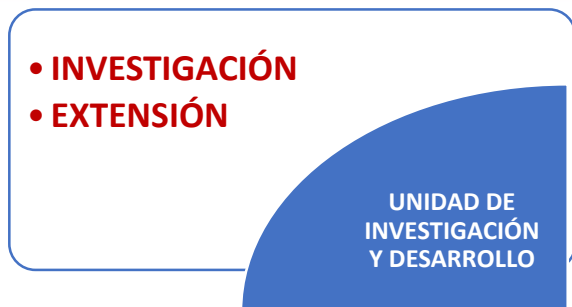 • INVESTIGACIÓN
• EXTENSIÓN
UNIDAD DE
INVESTIGACIÓN
Y DESARROLLO